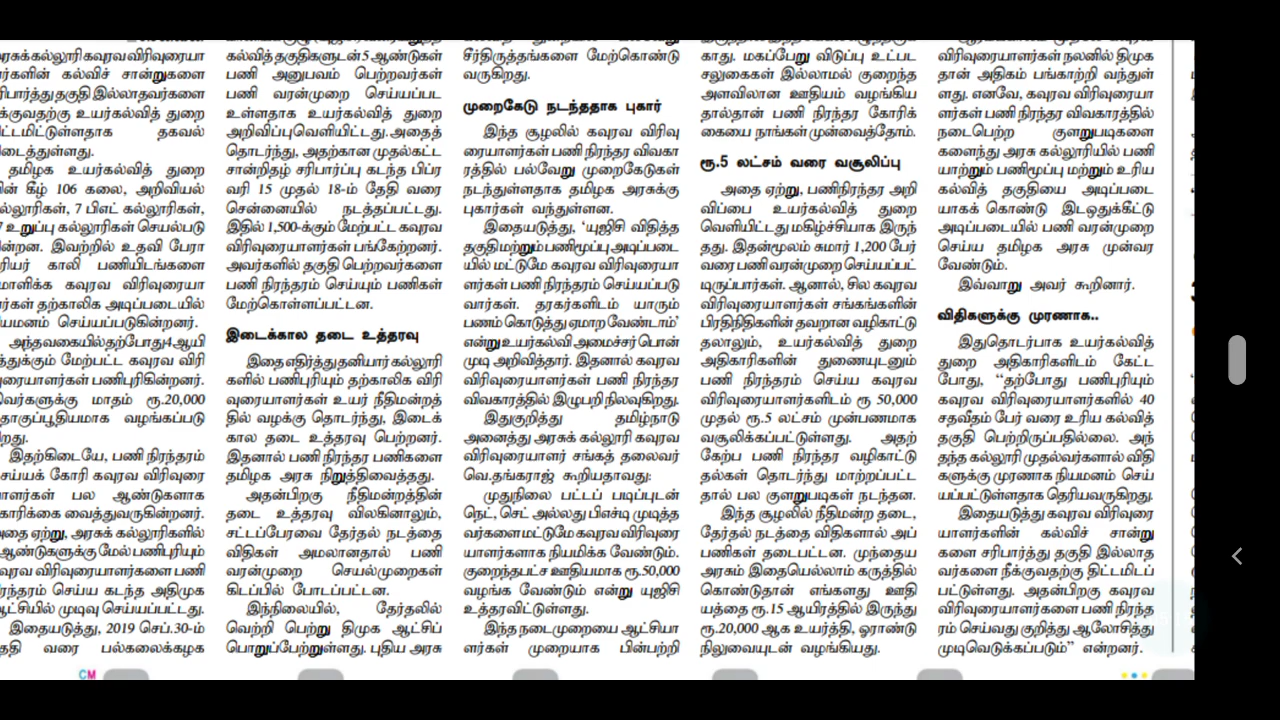 அரசுக் கல்லூரி கவுரவ விரிவுரையா
ர்களின் கல்விச் சான்றுகளை
ரிபார்த்து தகுதி இல்லாதவர்களை
க்குவதற்கு உயர்கல்வித் துறை
ட்டமிட்டுள்ளதாக தகவல்
டைத்துள்ளது.
தமிழக உயர்கல்வித் துறை
ின் கீழ் 106 கலை, அறிவியல்
ல்லூரிகள், 7 பிஎட் கல்லூரிகள்,
7 உறுப்பு கல்லூரிகள் செயல்படு
ன்றன. இவற்றில் உதவி பேரா
ரியர் காலி பணியிடங்களை
மாளிக்க கவுரவ விரிவுரையா
ர்கள் தற்காலிக அடிப்படையில்
யமனம் செய்யப்படுகின்றனர்.
அந்தவகையில் தற்போது 4 ஆயி
த்துக்கும் மேற்பட்ட கவுரவ விரி
ரையாளர்கள் பணிபுரிகின்றனர்.
வர்களுக்கு மாதம் ரூ.20,000
தாகுப்பூதியமாக வழங்கப்படு
றது.
இதற்கிடையே, பணி நிரந்தரம்
சய்யக் கோரி கவுரவ விரிவுரை
ாளர்கள் பல ஆண்டுகளாக
காரிக்கை வைத்துவருகின்றனர்.
தை ஏற்று, அரசுக் கல்லூரிகளில்
ஆண்டுகளுக்கு மேல் பணிபுரியும்
வுரவ விரிவுரையாளர்களை பணி
ரந்தரம் செய்ய கடந்த அதிமுக
ட்சியில் முடிவு செய்யப்பட்டது.
இதையடுத்து, 2019 செப்.30-ம்
ததி வரை பல்கலைக்கழக
கல்வித் தகுதிகளுடன் 5 ஆண்டுகள்
பணி அனுபவம் பெற்றவர்கள்
பணி வரன்முறை செய்யப்பட
உள்ளதாக உயர்கல்வித் துறை
அறிவிப்பு வெளியிட்டது. அதைத்
தொடர்ந்து, அதற்கான முதல்கட்ட
சான்றிதழ் சரிபார்ப்பு கடந்த பிப்ர
வரி 15 முதல் 18-ம் தேதி வரை
சென்னையில் நடத்தப்பட்டது.
இதில் 1,500-க்கும் மேற்பட்ட கவுரவ
விரிவுரையாளர்கள் பங்கேற்றனர்.
அவர்களில் தகுதி பெற்றவர்களை
பணி நிரந்தரம் செய்யும் பணிகள்
மேற்கொள்ளப்பட்டன.
இடைக்கால தடை உத்தரவு
இதை எதிர்த்து தனியார் கல்லூரி
களில் பணிபுரியும் தற்காலிக விரி
வுரையாளர்கள் உயர் நீதிமன்றத்
தில் வழக்கு தொடர்ந்து, இடைக்
கால தடை உத்தரவு பெற்றனர்.
இதனால் பணி நிரந்தர பணிகளை
தமிழக அரசு நிறுத்திவைத்தது.
அதன்பிறகு நீதிமன்றத்தின்
தடை உத்தரவு விலகினாலும்,
சட்டப்பேரவை தேர்தல் நடத்தை
விதிகள் அமலானதால் பணி
வரன்முறை செயல்முறைகள்
கிடப்பில் போடப்பட்டன.
இந்நிலையில், தேர்தலில்
வெற்றி பெற்று திமுக ஆட்சிப்
பொறுப்பேற்றுள்ளது. புதிய அரசு
சீர்திருத்தங்களை மேற்கொண்டு
வருகிறது.
முறைகேடு நடந்ததாக புகார்
இந்த சூழலில் கவுரவ விரிவு
ரையாளர்கள் பணி நிரந்தர விவகா
ரத்தில் பல்வேறு முறைகேடுகள்
நடந்துள்ளதாக தமிழக அரசுக்கு
புகார்கள் வந்துள்ளன.
இதையடுத்து, ‘யுஜிசி விதித்த
தகுதி மற்றும் பணிமூப்பு அடிப்படை
யில் மட்டுமே கவுரவ விரிவுரையா
ளர்கள் பணி நிரந்தரம் செய்யப்படு
வார்கள். தரகர்களிடம் யாரும்
பணம் கொடுத்து ஏமாற வேண்டாம்’
என்று உயர்கல்வி அமைச்சர் பொன்
முடி அறிவித்தார். இதனால் கவுரவ
விரிவுரையாளர்கள் பணி நிரந்தர
விவகாரத்தில் இழுபறி நிலவுகிறது.
இதுகுறித்து தமிழ்நாடு
அனைத்து அரசுக் கல்லூரி கவுரவ
விரிவுரையாளர் சங்கத் தலைவர்
வெ.தங்கராஜ் கூறியதாவது:
முதுநிலை பட்டப் படிப்புடன்
நெட், செட் அல்லது பிஎச்டி முடித்த
வர்களை மட்டுமே கவுரவ விரிவுரை
யாளர்களாக நியமிக்க வேண்டும்.
குறைந்தபட்ச ஊதியமாக ரூ.50,000
வழங்க வேண்டும் என்று யுஜிசி
உத்தரவிட்டுள்ளது.
இந்த நடைமுறையை ஆட்சியா
ளர்கள் முறையாக பின்பற்றி
காது. மகப்பேறு விடுப்பு உட்பட
சலுகைகள் இல்லாமல் குறைந்த
அளவிலான ஊதியம் வழங்கிய
தால்தான் பணி நிரந்தர கோரிக்
கையை நாங்கள் முன்வைத்தோம்.
ரூ.5 லட்சம் வரை வசூலிப்பு
அதை ஏற்று, பணிநிரந்தர அறி
விப்பை உயர்கல்வித் துறை
வெளியிட்டது மகிழ்ச்சியாக இருந்
தது. இதன்மூலம் சுமார் 1,200 பேர்
வரை பணி வரன்முறை செய்யப்பட்
டிருப்பார்கள். ஆனால், சில கவுரவ
விரிவுரையாளர்கள் சங்கங்களின்
பிரதிநிதிகளின் தவறான வழிகாட்டு
தலாலும், உயர்கல்வித் துறை
அதிகாரிகளின் துணையுடனும்
பணி நிரந்தரம் செய்ய கவுரவ
விரிவுரையாளர்களிடம் ரூ 50,000
முதல் ரூ.5 லட்சம் முன்பணமாக
வசூலிக்கப்பட்டுள்ளது. அதற்
கேற்ப பணி நிரந்தர வழிகாட்டு
தல்கள் தொடர்ந்து மாற்றப்பட்ட
தால் பல குளறுபடிகள் நடந்தன.
இந்த சூழலில் நீதிமன்ற தடை,
தேர்தல் நடத்தை விதிகளால் அப்
பணிகள் தடைபட்டன. முந்தைய
அரசும் இதையெல்லாம் கருத்தில்
கொண்டுதான் எங்களது ஊதி
யத்தை ரூ.15 ஆயிரத்தில் இருந்து
ரூ.20,000 ஆக உயர்த்தி, ஓராண்டு
நிலுவையுடன் வழங்கியது.
விரிவுரையாளர்கள் நலனில் திமுக
தான் அதிகம் பங்காற்றி வந்துள்
ளது. எனவே, கவுரவ விரிவுரையா
ளர்கள் பணி நிரந்தர விவகாரத்தில்
நடைபெற்ற குளறுபடிகளை
களைந்து அரசு கல்லூரியில் பணி
யாற்றும் பணிமூப்பு மற்றும் உரிய
கல்வித் தகுதியை அடிப்படை
யாகக் கொண்டு இடஒதுக்கீட்டு
அடிப்படையில் பணி வரன்முறை
செய்ய தமிழக அரசு முன்வர
வேண்டும்.
இவ்வாறு அவர் கூறினார்.
விதிகளுக்கு முரணாக..
இதுதொடர்பாக உயர்கல்வித்
துறை அதிகாரிகளிடம் கேட்ட
போது, “தற்போது பணிபுரியும்
கவுரவ விரிவுரையாளர்களில் 40
சதவீதம் பேர் வரை உரிய கல்வித்
தகுதி பெற்றிருப்பதில்லை. அந்
தந்த கல்லூரி முதல்வர்களால் விதி
களுக்கு முரணாக நியமனம் செய்
யப்பட்டுள்ளதாக தெரியவருகிறது.
இதையடுத்து கவுரவ விரிவுரை
யாளர்களின் கல்விச் சான்று
களை சரிபார்த்து தகுதி இல்லாத
வர்களை நீக்குவதற்கு திட்டமிடப்
பட்டுள்ளது. அதன்பிறகு கவுரவ
விரிவுரையாளர்களை பணி நிரந்த
ரம் செய்வது குறித்து ஆலோசித்து
முடிவெடுக்கப்படும்” என்றனர்.
CM